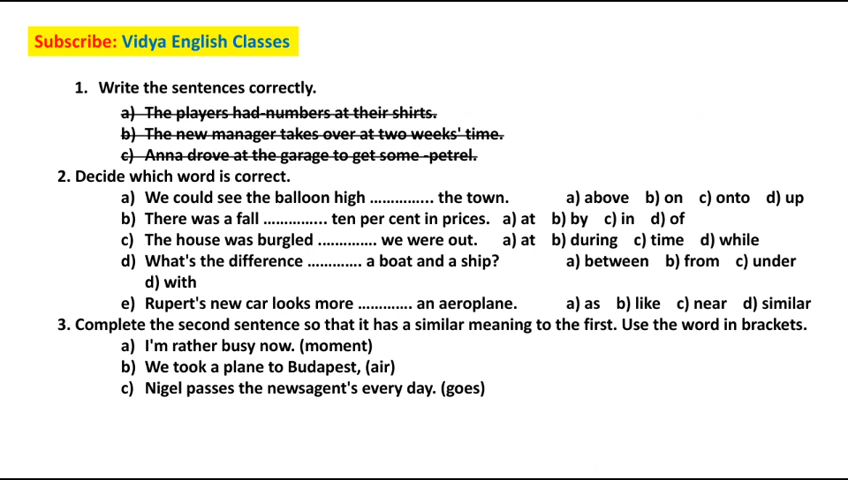 Subscribe: Vidya English Classes
1. Write the sentences correctly.
a) The players had-numbers at their shirts.
b) The new manager takes over at two weeks' time.
c) Anna drove at the garage to get some -petrel.
2. Decide which word is correct.
a) We could see the balloon high ............... the town. a) above b) on c) onto d) up
b) There was a fall ............... ten per cent in prices. a) at b) by c) in d) of
c) The house was burgled .............. we were out. a) at b) during c) time d) while
d) What's the difference ............. a boat and a ship? a) between b) from c) under
d) with
e) Rupert's new car looks more ............. an aeroplane. a) as b) like c) near d) similar
3. Complete the second sentence so that it has a similar meaning to the first. Use the word in brackets.
a) I'm rather busy now. (moment)
b) We took a plane to Budapest, (air)
c) Nigel passes the newsagent's every day. (goes)